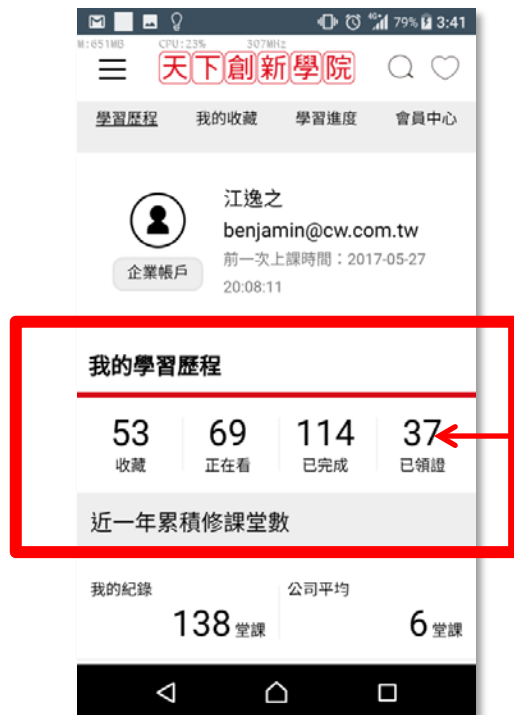 79% 3:41
M:651MB CPU:23% 307MHz
天下創新學院
學習歷程 我的收藏 學習進度 會員中心
江逸之
benjamin@cw.com.tw
企業帳戶
前一次上課時間：2017-05-27
20:08:11
我的學習歷程
53 69 114 37
收藏 正在看 已完成 已領證
近一年累積修課堂數
我的紀錄 公司平均
138 堂課 6 堂課